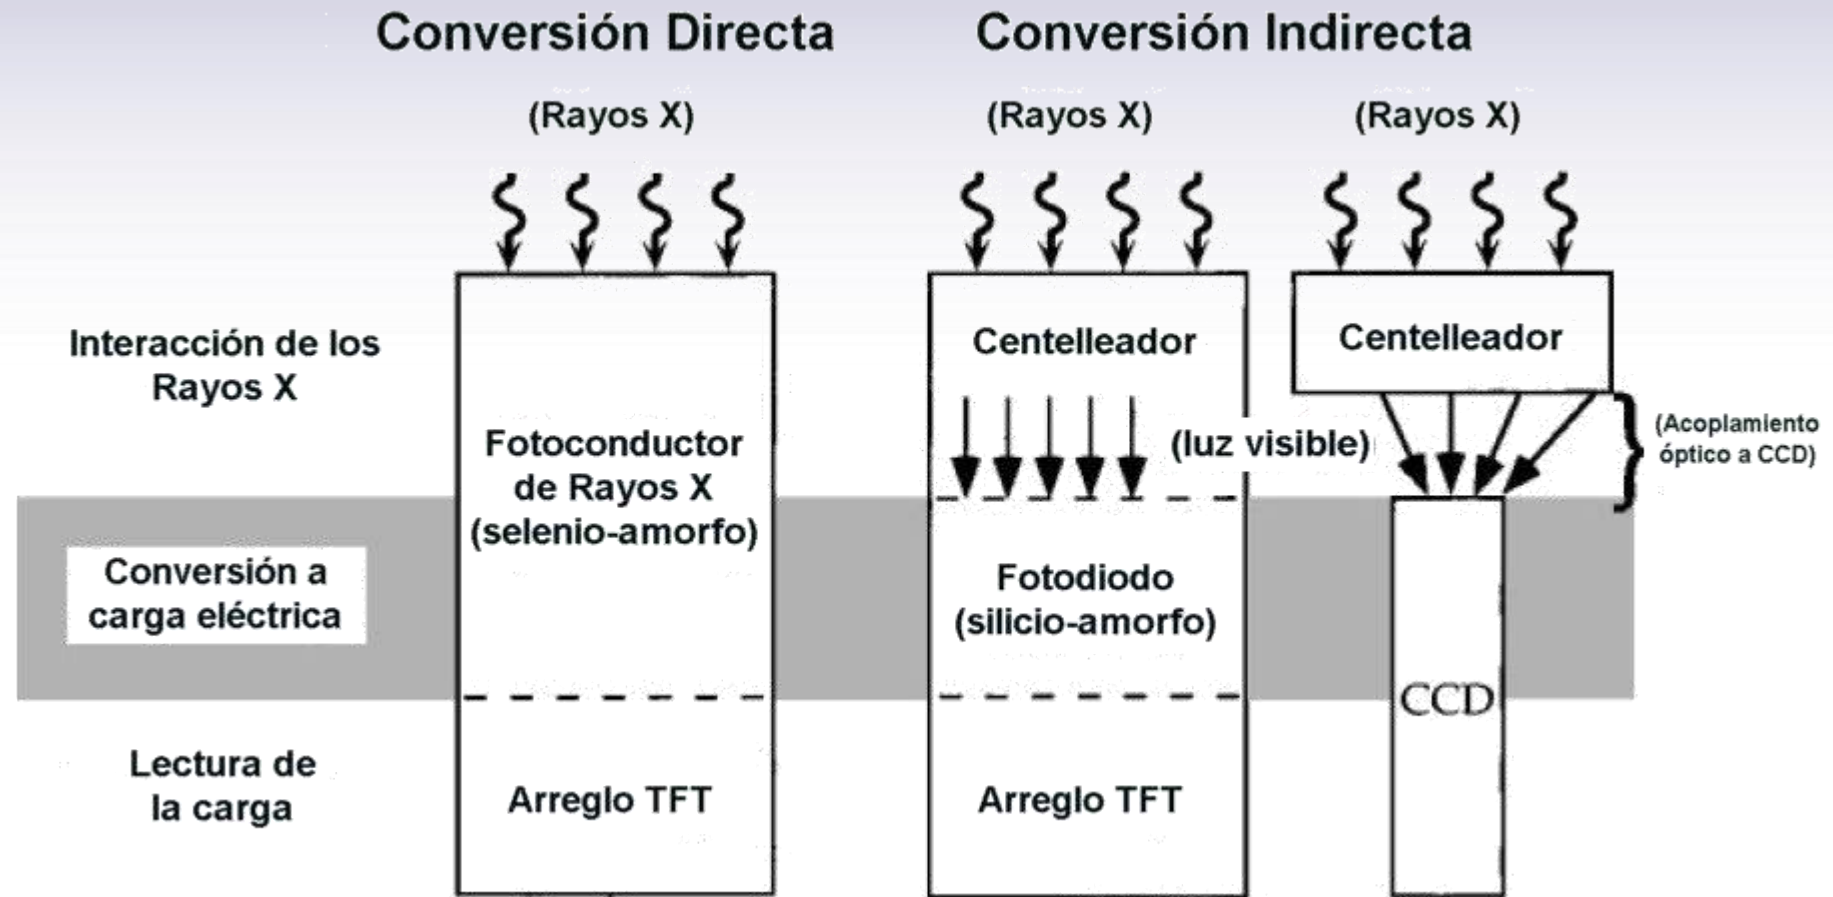 Conversión Directa
Conversión Indirecta
(Rayos X)
(Rayos X)
(Rayos X)
Interacción de los
Rayos X
Fotoconductor
de Rayos X
(selenio-amorfo)
Centelleador
Centelleador
(luz visible)
(Acoplamiento
óptico a CCD)
Conversión a
carga eléctrica
Fotodiodo
(silicio-amorfo)
CCD
Lectura de
la carga
Arreglo TFT
Arreglo TFT